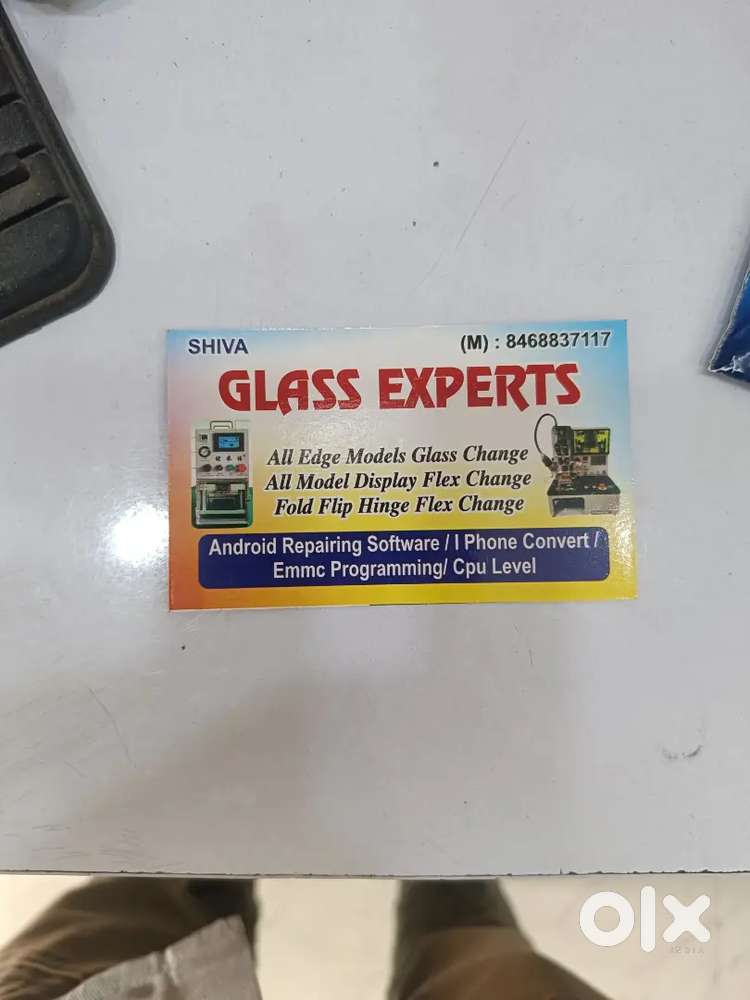 SHIVA
(M) : 8468837117
GLASS EXPERTS
All Edge Models Glass Change
All Model Display Flex Change
Fold Flip Hinge Flex Change
Android Repairing Software / I Phone Convert /
Emmc Programming/ Cpu Level
olx